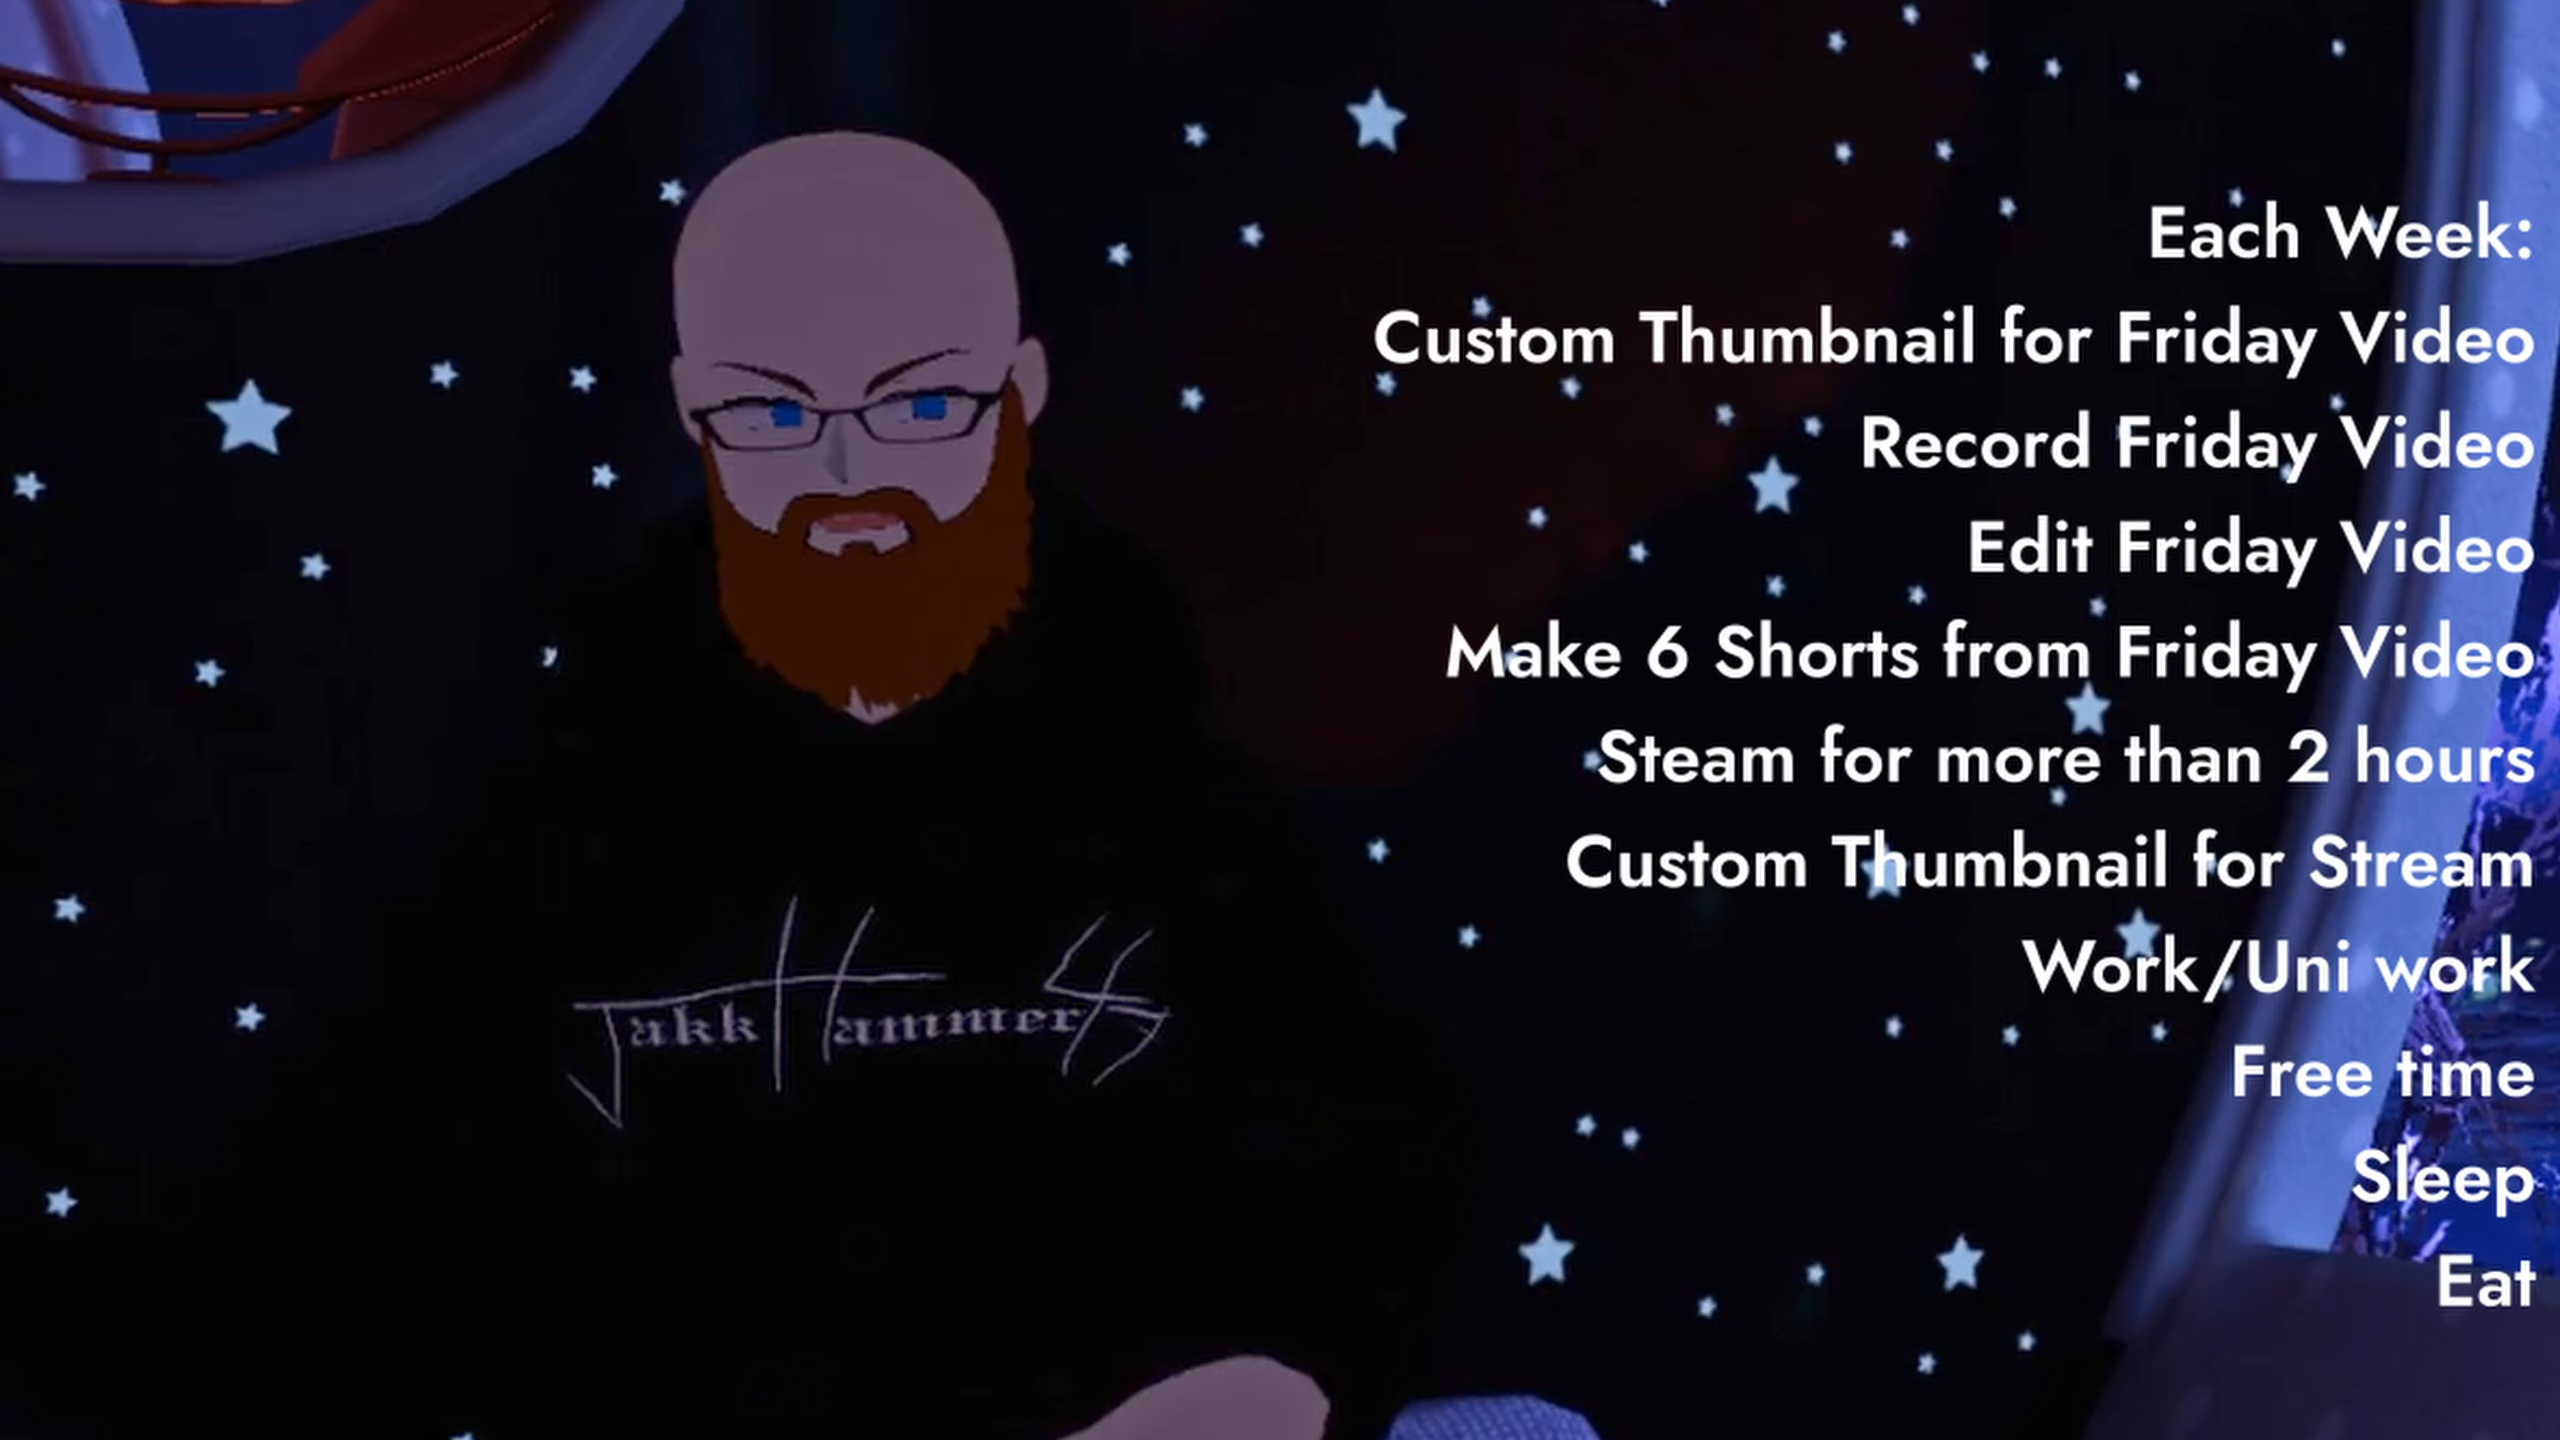 Each Week:
Custom Thumbnail for Friday Video
Record Friday Video
Edit Friday Video
Make 6 Shorts from Friday Video
Steam for more than 2 hours
Custom Thumbnail for Stream
Work/Uni work
Free time
Sleep
Eat
JakkHammer45